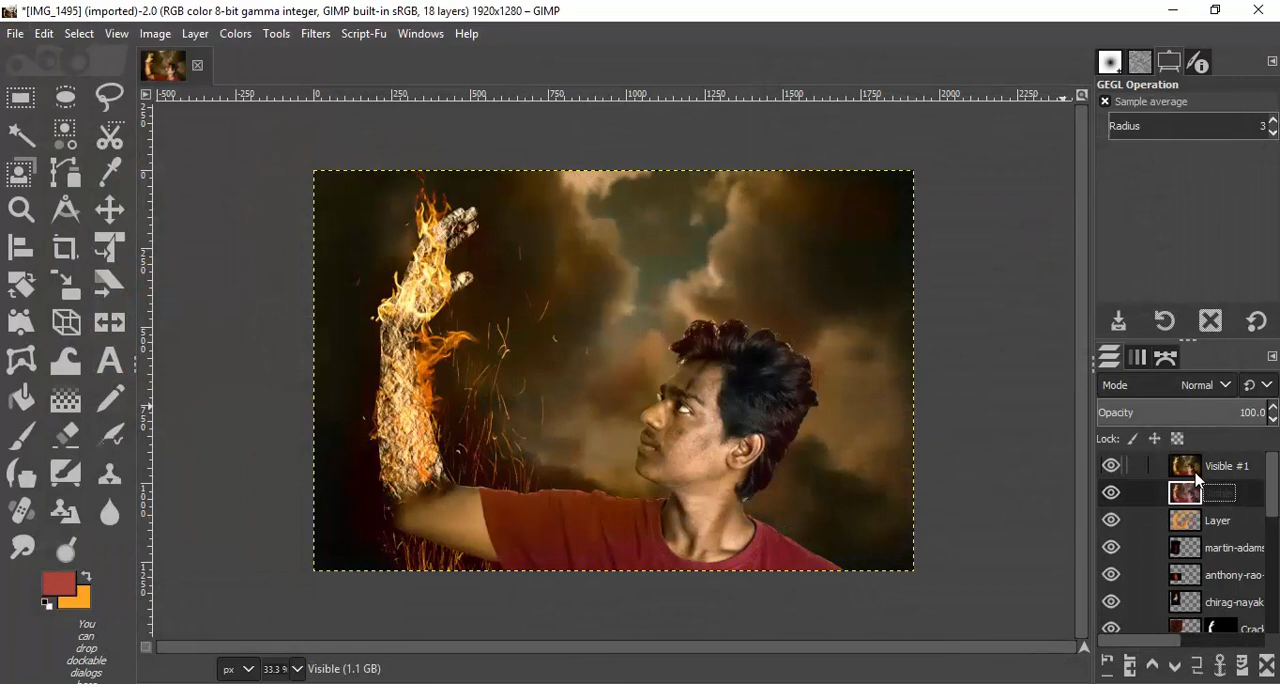 *[IMG_1495] (imported)-2.0 (RGB color 8-bit gamma integer, GIMP built-in sRGB, 18 layers) 1920x1280 – GIMP
File Edit Select View Image Layer Colors Tools Filters Script-Fu Windows Help
GEGL Operation
Sample average
Radius 3
-500 -250 0 250 500 750 1000 1250 1500 1750 2000 2250
Mode Normal
Opacity 100.0
Lock:
Visible #1
Layer
martin-adams
anthony-rao-
chirag-nayak
Crack
You
can
drop
dockable
dialogs
px 33.3 Visible (1.1 GB)